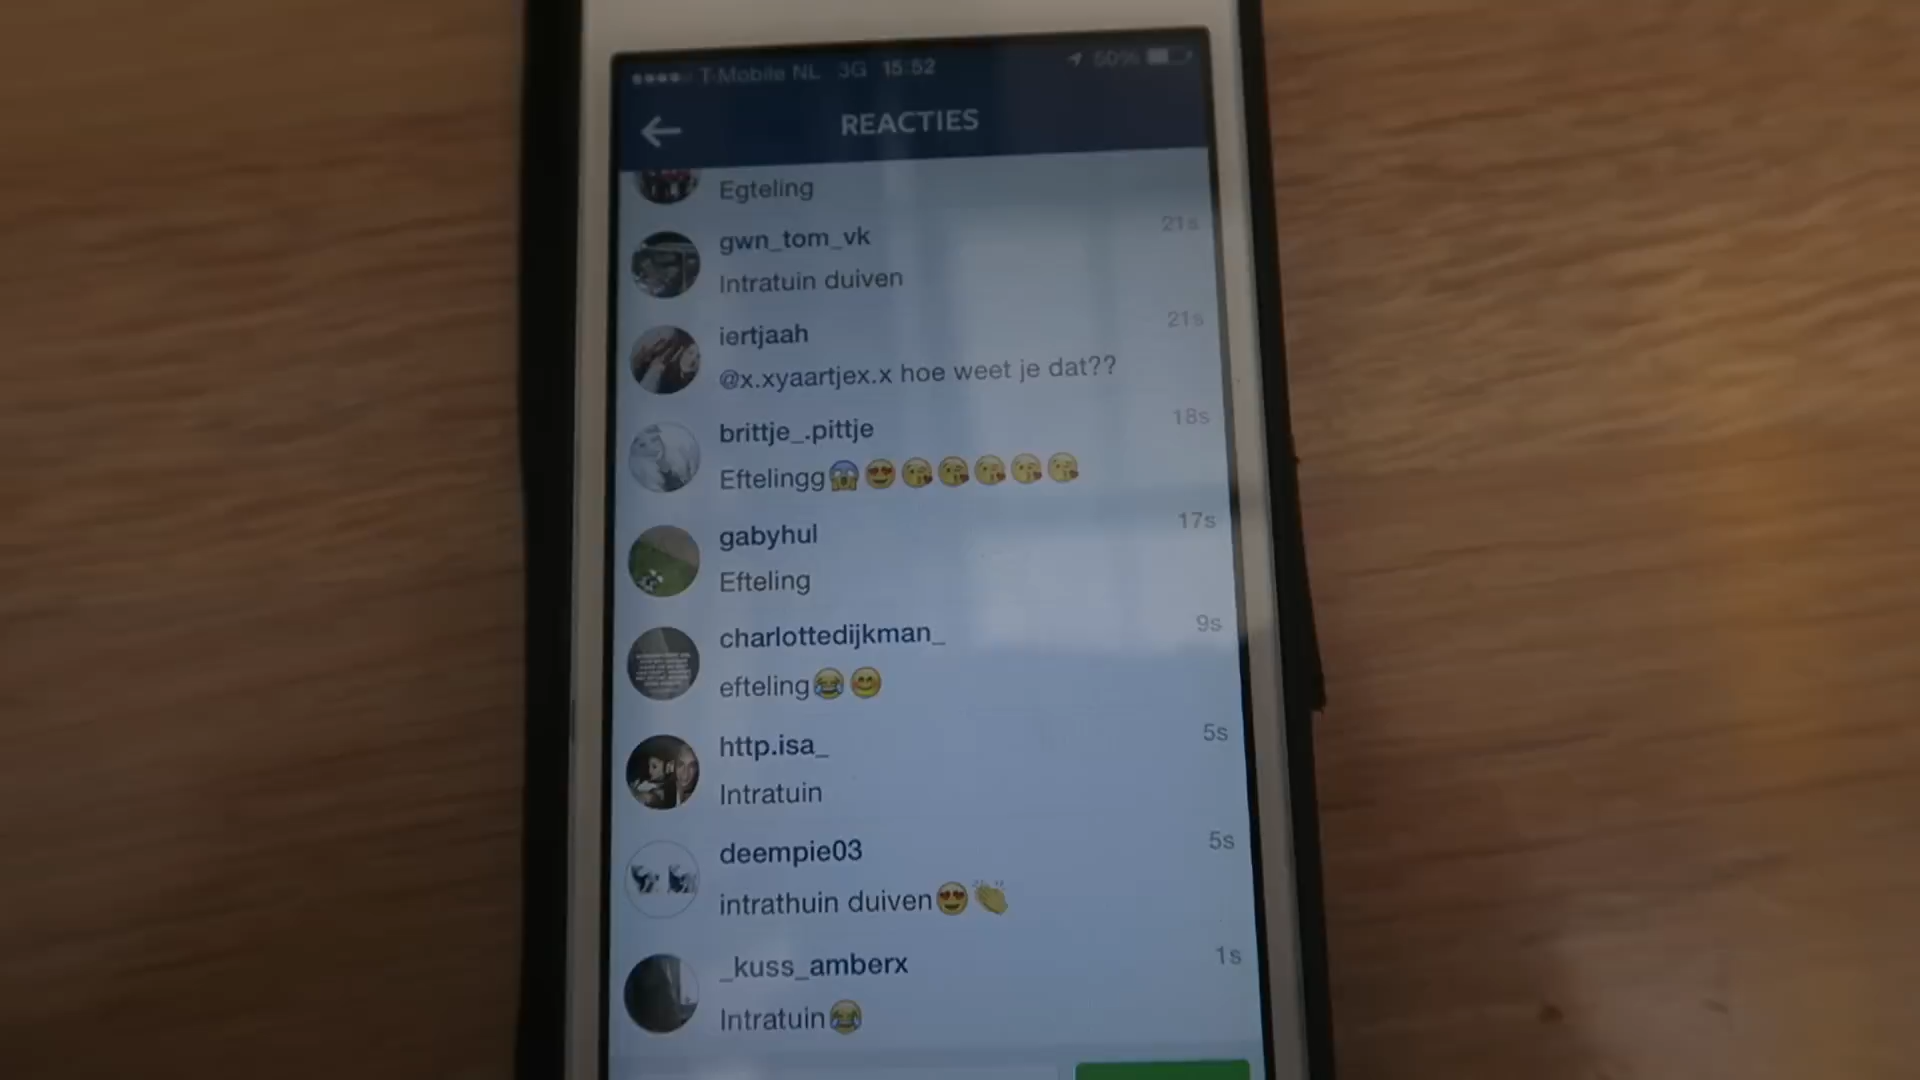 T-Mobile NL 3G 15:52 50%
REACTIES
Egteling
gwn_tom_vk 21s
Intratuin duiven
iertjaah 21s
@x.xyaartjex.x hoe weet je dat??
brittje_.pittje 18s
Eftelingg😱😍😘😘😘😘😘
gabyhul 17s
Efteling
charlottedijkman_ 9s
efteling😂😊
http.isa_ 5s
Intratuin
deempie03 5s
intrathuin duiven😍👏
_kuss_amberx 1s
Intratuin😂